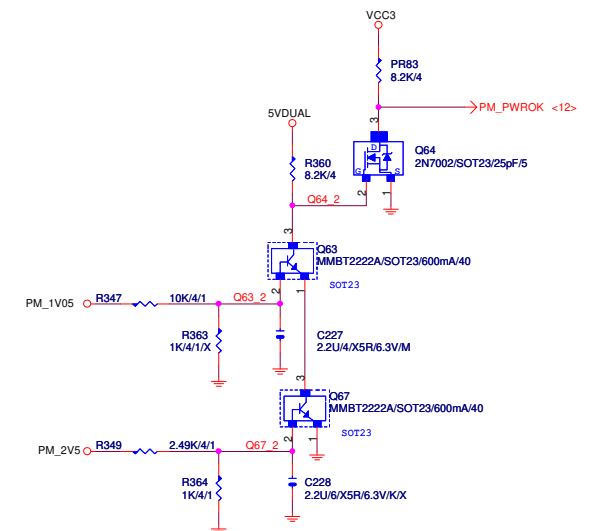 VCC3
PR83
8.2K/4
PM_PWROK <12>
3
5VDUAL
D
Q64
2N7002/SOT23/25pF/5
G
S
R360
8.2K/4
2
1
Q64_2
3
Q63
MMBT2222A/SOT23/600mA/40
SOT23
2
1
PM_1V05
R347
10K/4/1
Q63_2
R363
1K/4/1/X
C227
2.2U/4/X5R/6.3V/M
3
Q67
MMBT2222A/SOT23/600mA/40
SOT23
2
1
PM_2V5
R349
2.49K/4/1
Q67_2
R364
1K/4/1
C228
2.2U/6/X5R/6.3V/K/X